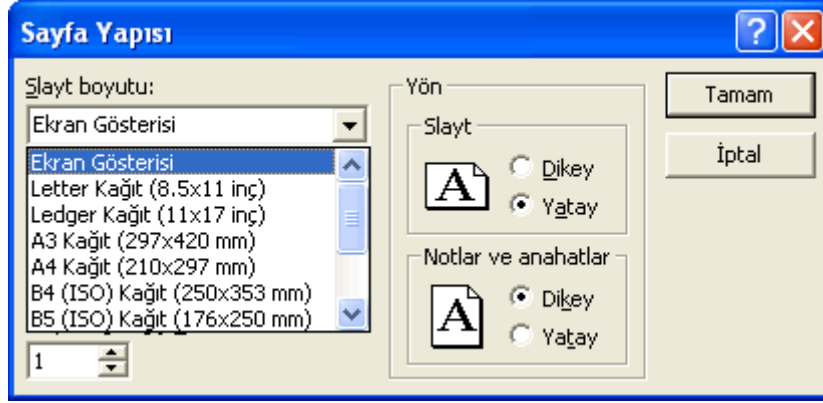 Sayfa Yapısı
Slayt boyutu:
Ekran Gösterisi
Ekran Gösterisi
Letter Kağıt (8.5x11 inç)
Ledger Kağıt (11x17 inç)
A3 Kağıt (297x420 mm)
A4 Kağıt (210x297 mm)
B4 (ISO) Kağıt (250x353 mm)
B5 (ISO) Kağıt (176x250 mm)
1
Yön
Slayt
A
Dikey
Yatay
Notlar ve anahatlar
A
Dikey
Yatay
Tamam
İptal